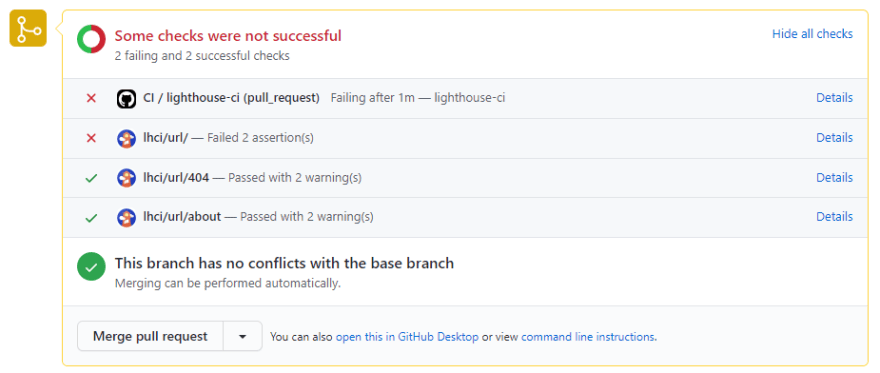 Some checks were not successful Hide all checks
2 failing and 2 successful checks
CI / lighthouse-ci (pull_request) Failing after 1m — lighthouse-ci Details
lhci/url/ — Failed 2 assertion(s) Details
lhci/url/404 — Passed with 2 warning(s) Details
lhci/url/about — Passed with 2 warning(s) Details
This branch has no conflicts with the base branch
Merging can be performed automatically.
Merge pull request You can also open this in GitHub Desktop or view command line instructions.